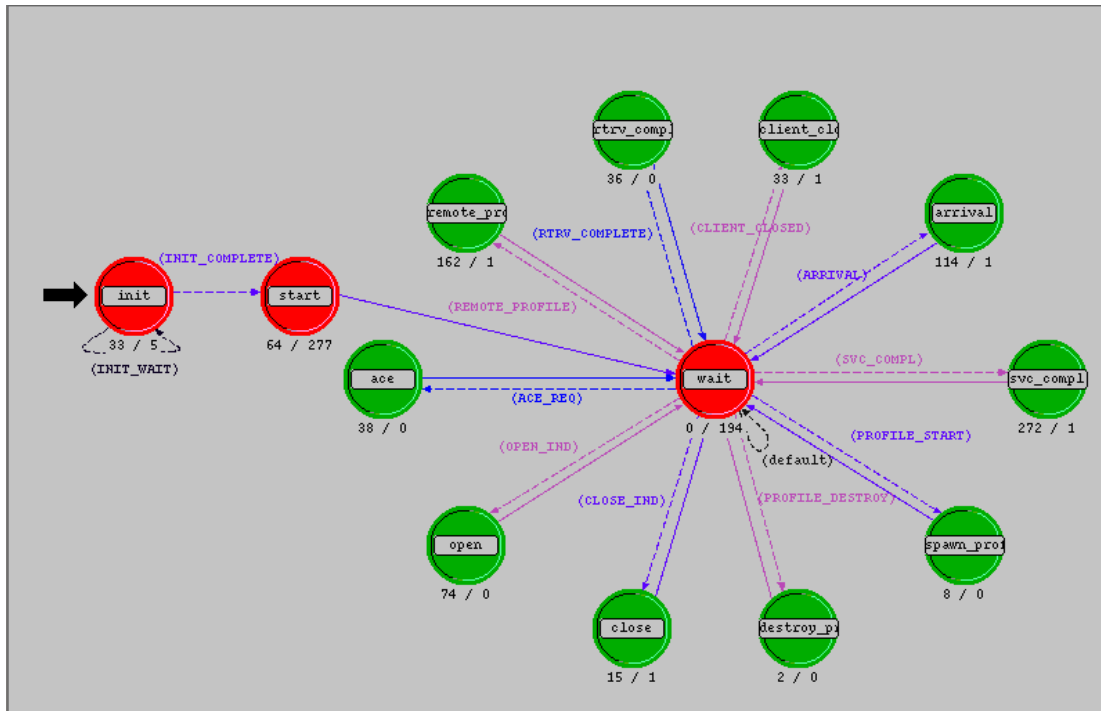 rtrv_compl
36 / 0
client_clo
33 / 1
remote_pro
162 / 1
arrival
114 / 1
(RTRV_COMPLETE)
(CLIENT_CLOSED)
(INIT_COMPLETE)
(ARRIVAL)
init
33 / 5
(INIT_WAIT)
start
64 / 277
(REMOTE_PROFILE)
ace
38 / 0
(ACE_REQ)
wait
0 / 194
(default)
(SVC_COMPL)
svc_compl
272 / 1
(OPEN_IND)
(PROFILE_START)
(CLOSE_IND)
(PROFILE_DESTROY)
open
74 / 0
spawn_prof
8 / 0
close
15 / 1
destroy_pr
2 / 0